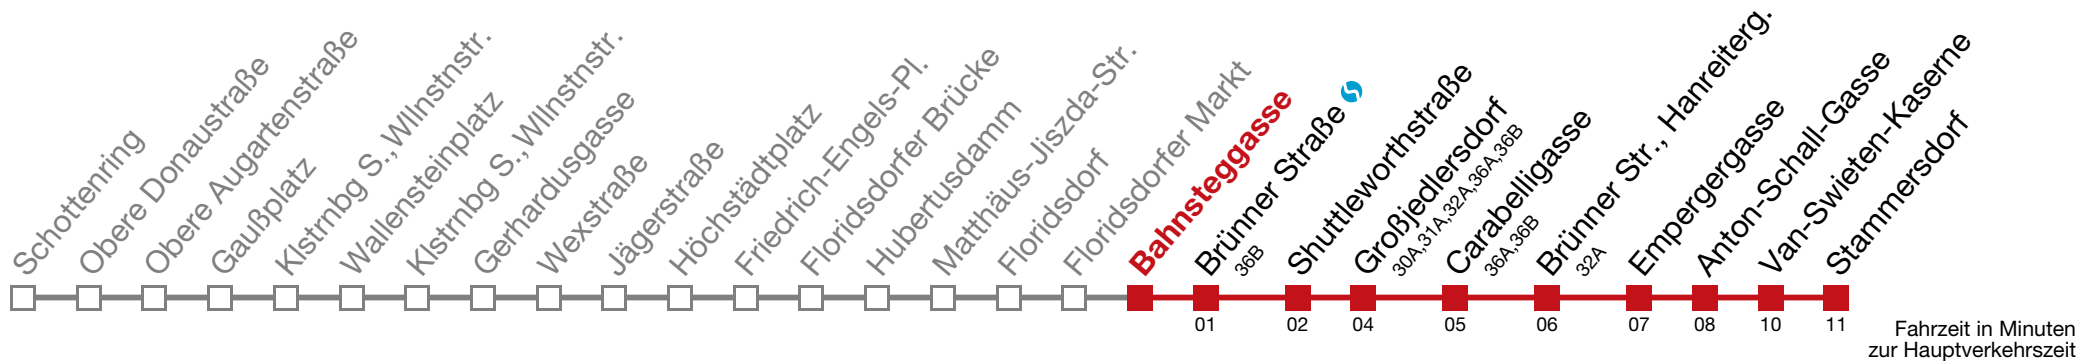 Schottenring
Obere Donaustraße
Obere Augartenstraße
Gaußplatz
Klstrnbg S., Wllnstnstr.
Wallensteinplatz
Klstrnbg S., Wllnstnstr.
Gerhardusgasse
Wexstraße
Jägerstraße
Höchstädtplatz
Friedrich-Engels-Pl.
Floridsdorfer Brücke
Hubertusdamm
Matthäus-Jiszda-Str.
Floridsdorf
Floridsdorfer Markt
Bahnsteggasse
Brünner Straße
36B
Shuttleworthstraße
Großjedlersdorf
30A,31A,32A,36A,36B
Carabelligasse
36A,36B
Brünner Str., Hanreiterg.
32A
Empergergasse
Anton-Schall-Gasse
Van-Swieten-Kaserne
Stammersdorf
01 02 04 05 06 07 08 10 11
Fahrzeit in Minuten
zur Hauptverkehrszeit